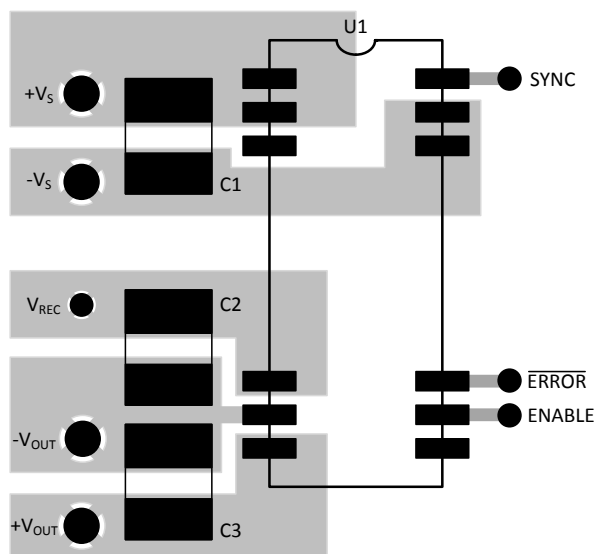 U1
+VS
SYNC
-VS
C1
VREC
C2
ERROR
ENABLE
-VOUT
+VOUT
C3